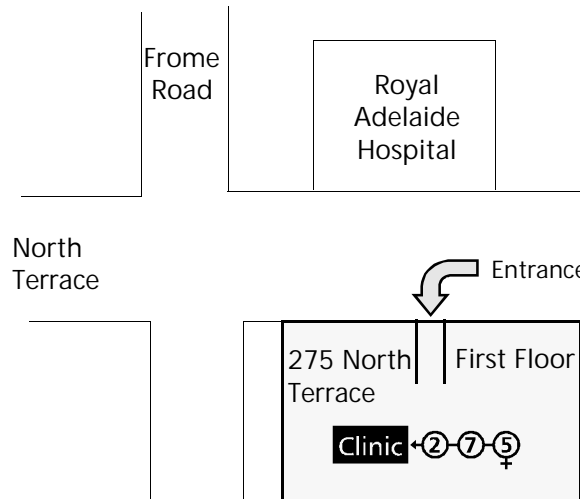 Frome
Road
Royal
Adelaide
Hospital
North
Terrace
Entrance
275 North
Terrace
First Floor
Clinic
2 7 5